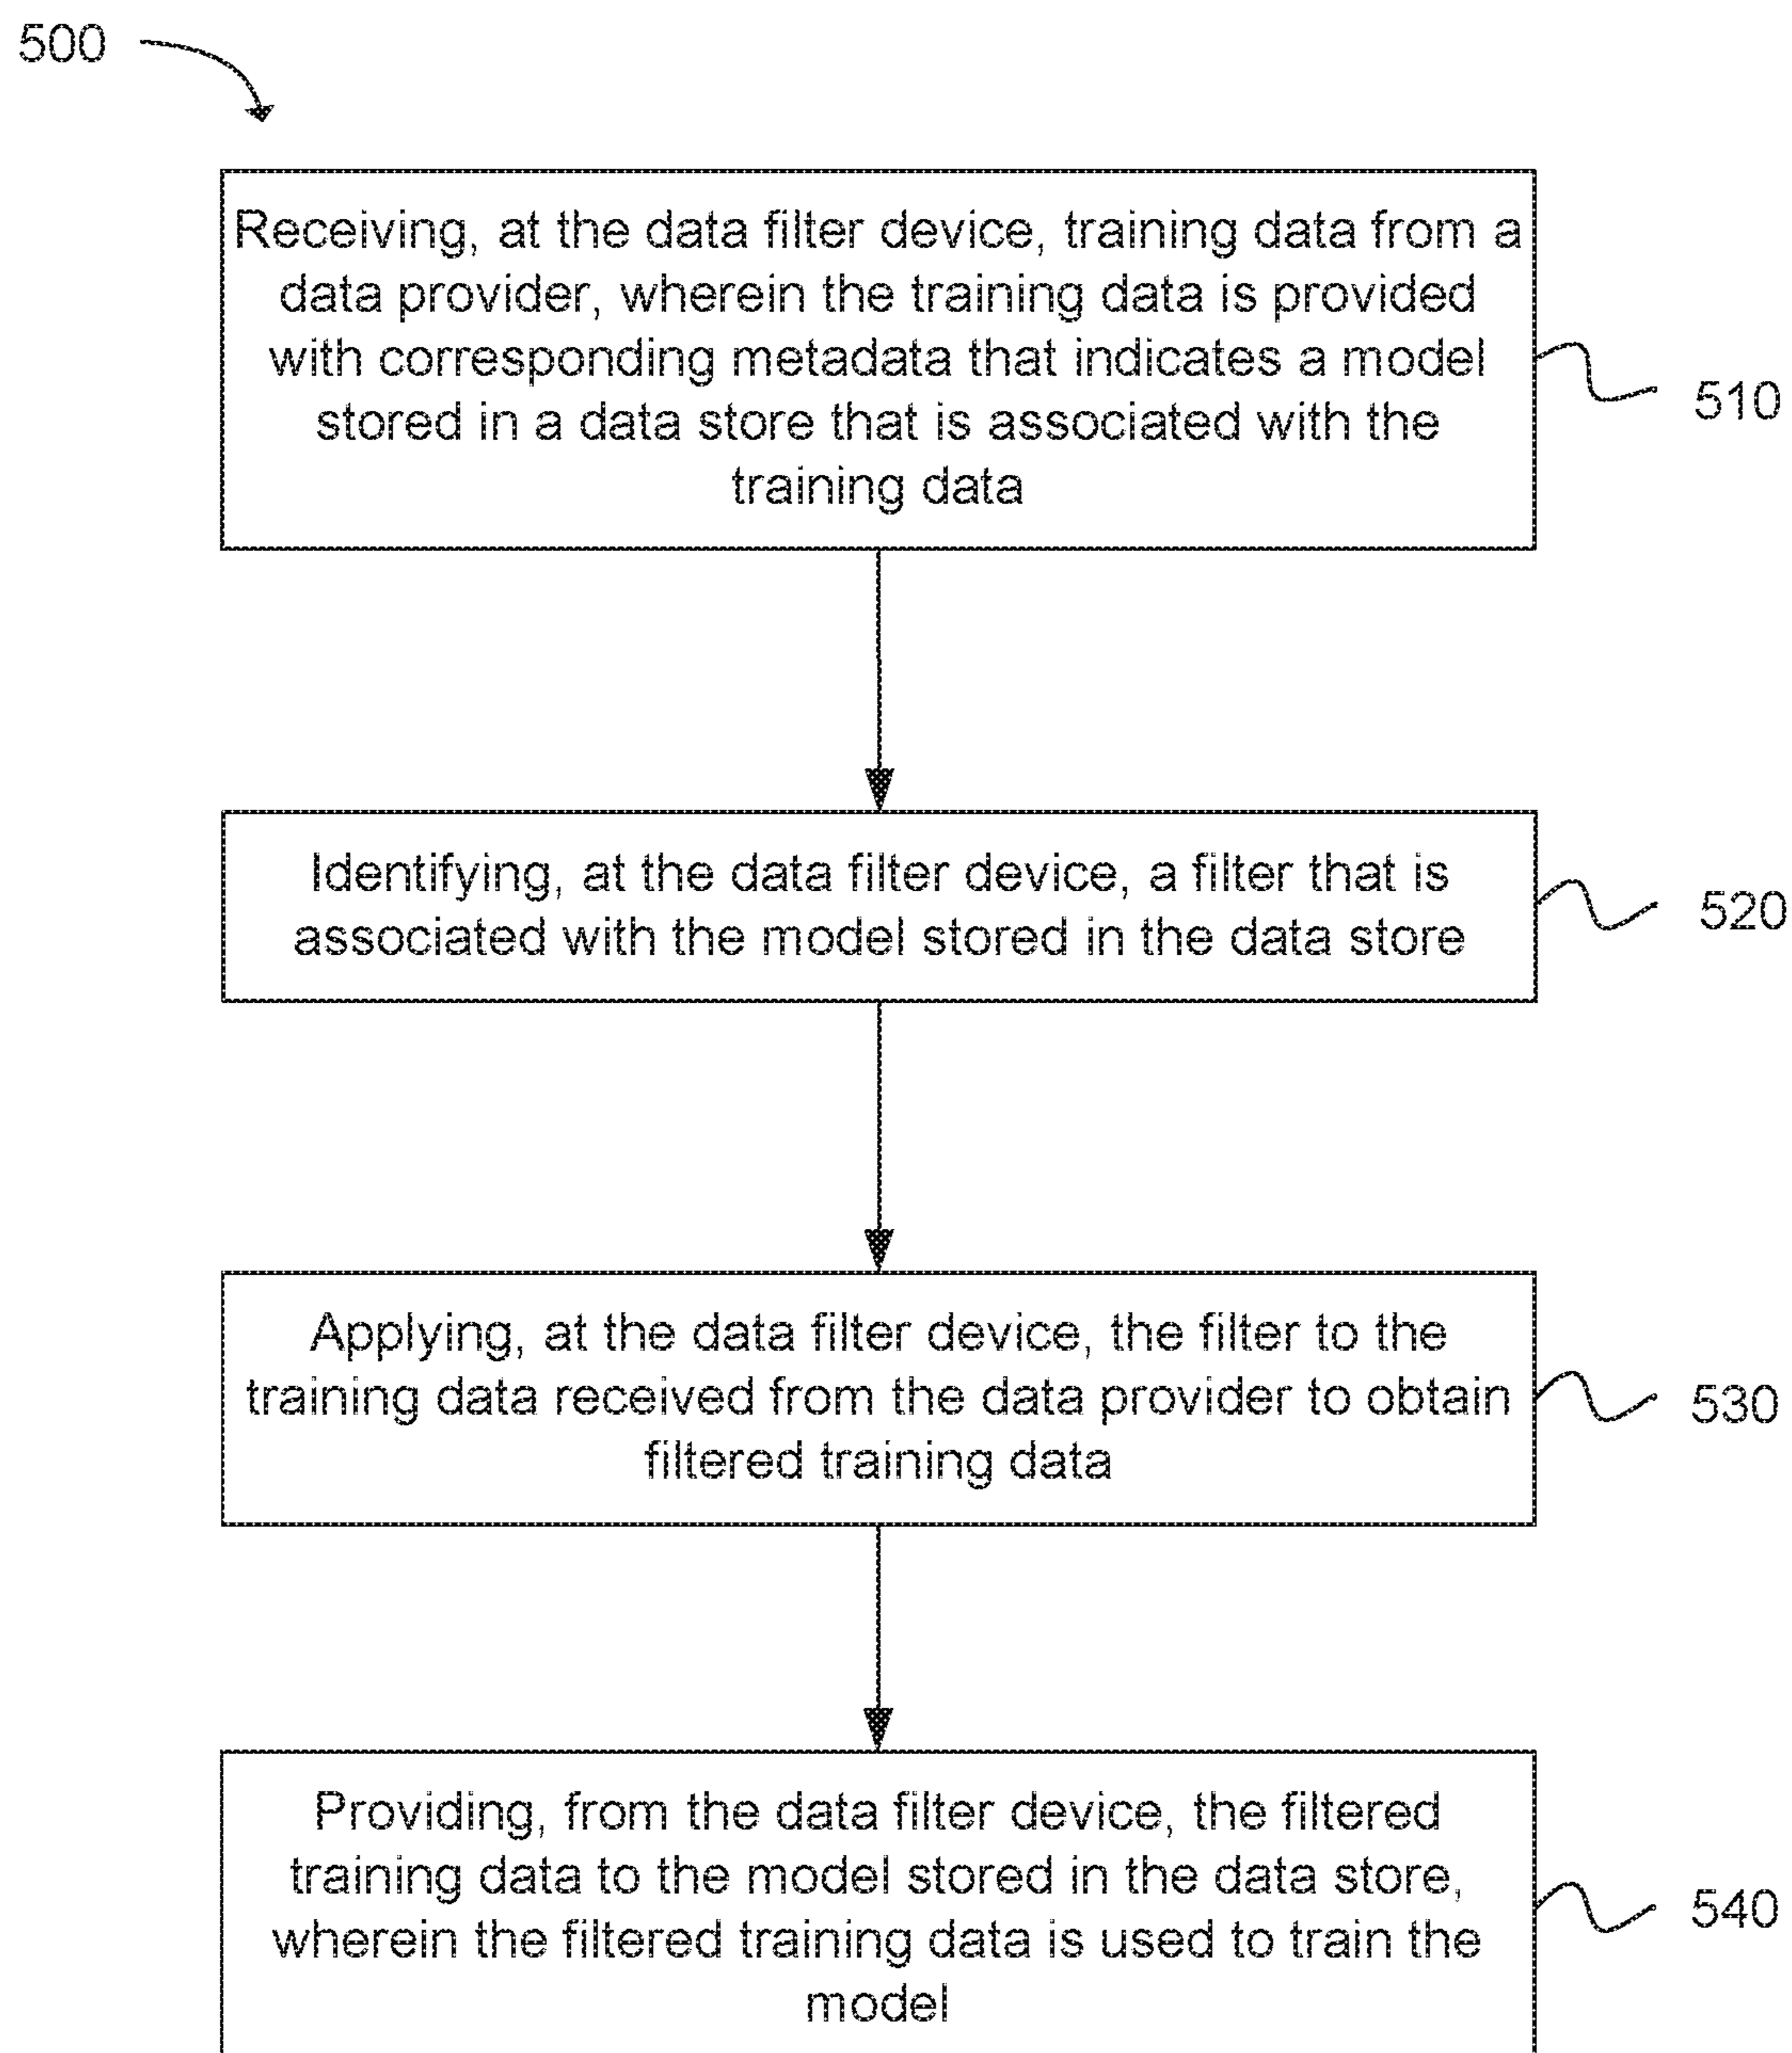 500
Receiving, at the data filter device, training data from a
data provider, wherein the training data is provided
with corresponding metadata that indicates a model
stored in a data store that is associated with the
training data
510
Identifying, at the data filter device, a filter that is
associated with the model stored in the data store
520
Applying, at the data filter device, the filter to the
training data received from the data provider to obtain
filtered training data
530
Providing, from the data filter device, the filtered
training data to the model stored in the data store,
wherein the filtered training data is used to train the
model
540